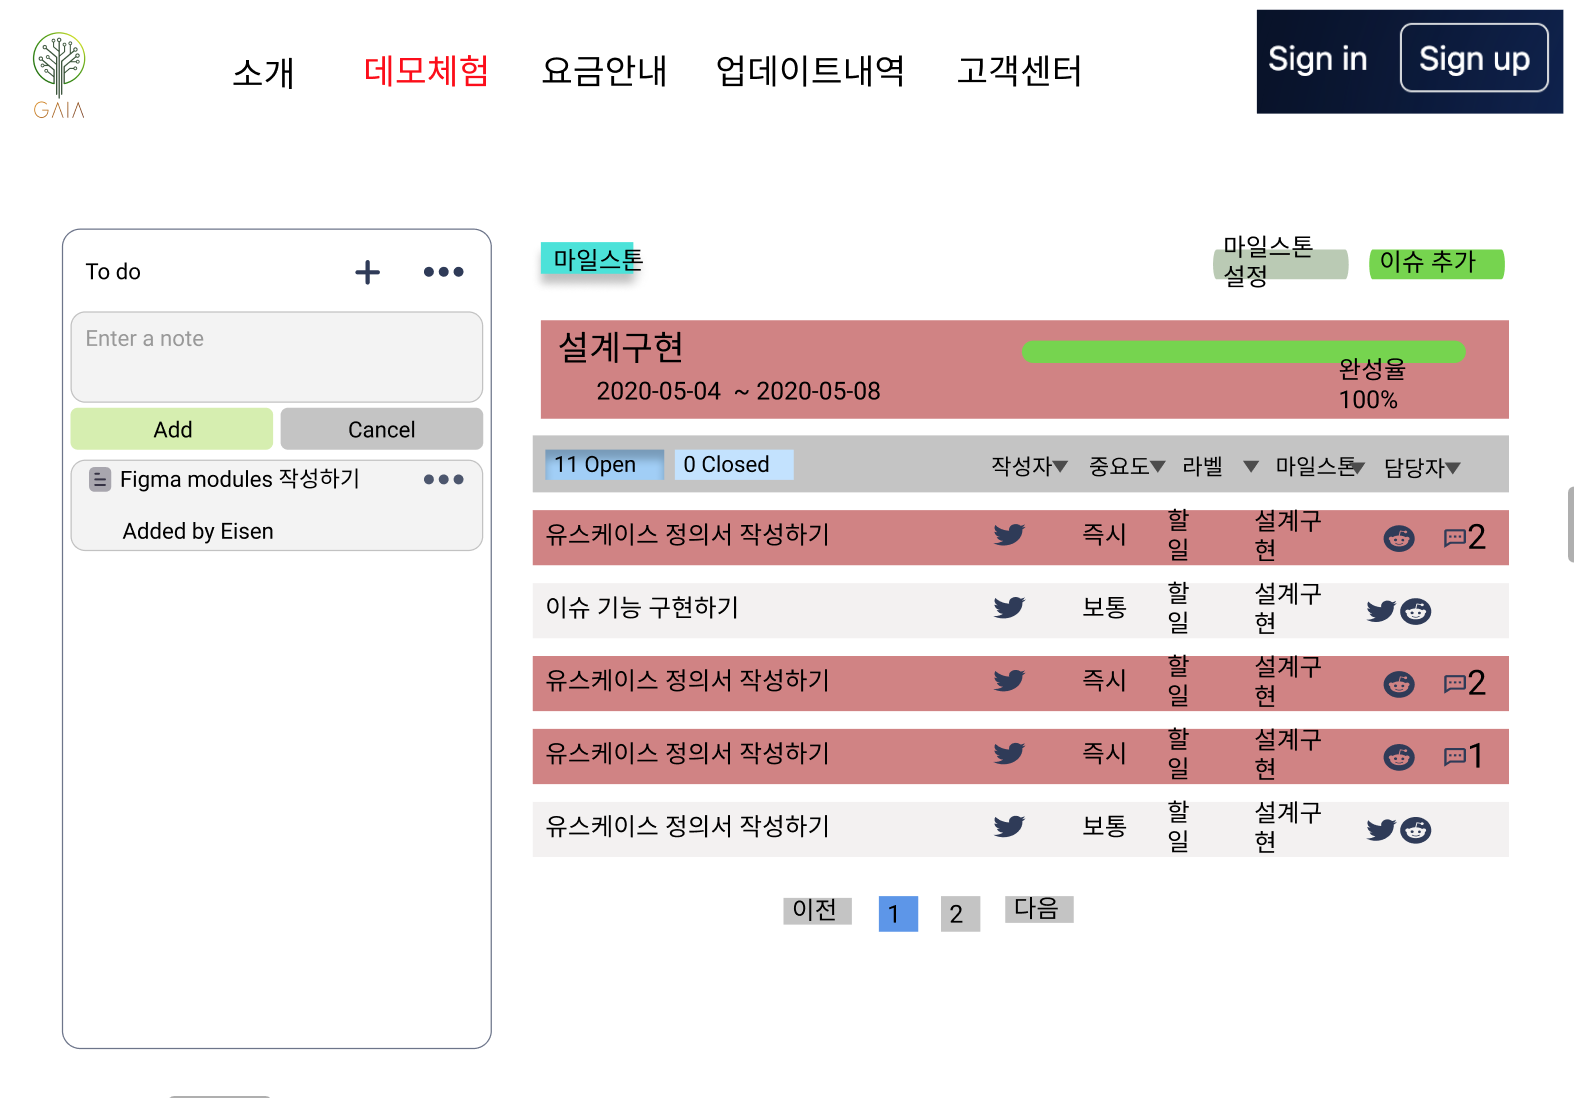 GAIA
소개 데모체험 요금안내 업데이트내역 고객센터
Sign in Sign up
To do
Enter a note
Add Cancel
Figma modules 작성하기
Added by Eisen
마일스톤
마일스톤
설정
이슈 추가
설계구현
2020-05-04 ~ 2020-05-08
완성율
100%
11 Open 0 Closed 작성자 중요도 라벨 마일스톤 담당자
유스케이스 정의서 작성하기 즉시 할
일 설계구
현 2
이슈 기능 구현하기 보통 할
일 설계구
현
유스케이스 정의서 작성하기 즉시 할
일 설계구
현 2
유스케이스 정의서 작성하기 즉시 할
일 설계구
현 1
유스케이스 정의서 작성하기 보통 할
일 설계구
현
이전 1 2 다음